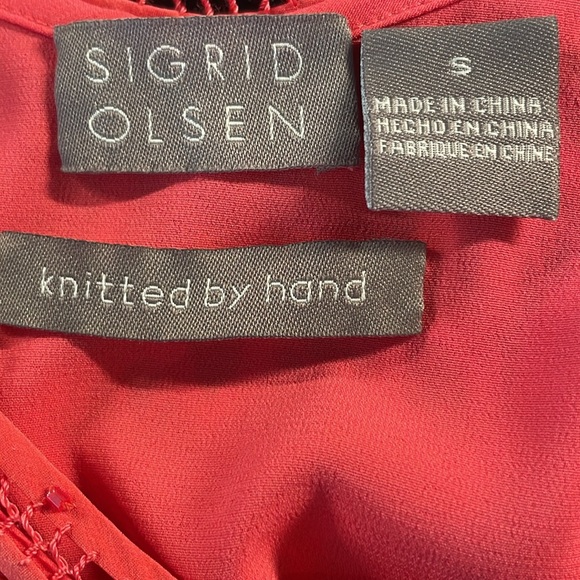 SIGRID
OLSEN
S
MADE IN CHINA
HECHO EN CHINA
FABRIQUE EN CHINE
knitted by hand